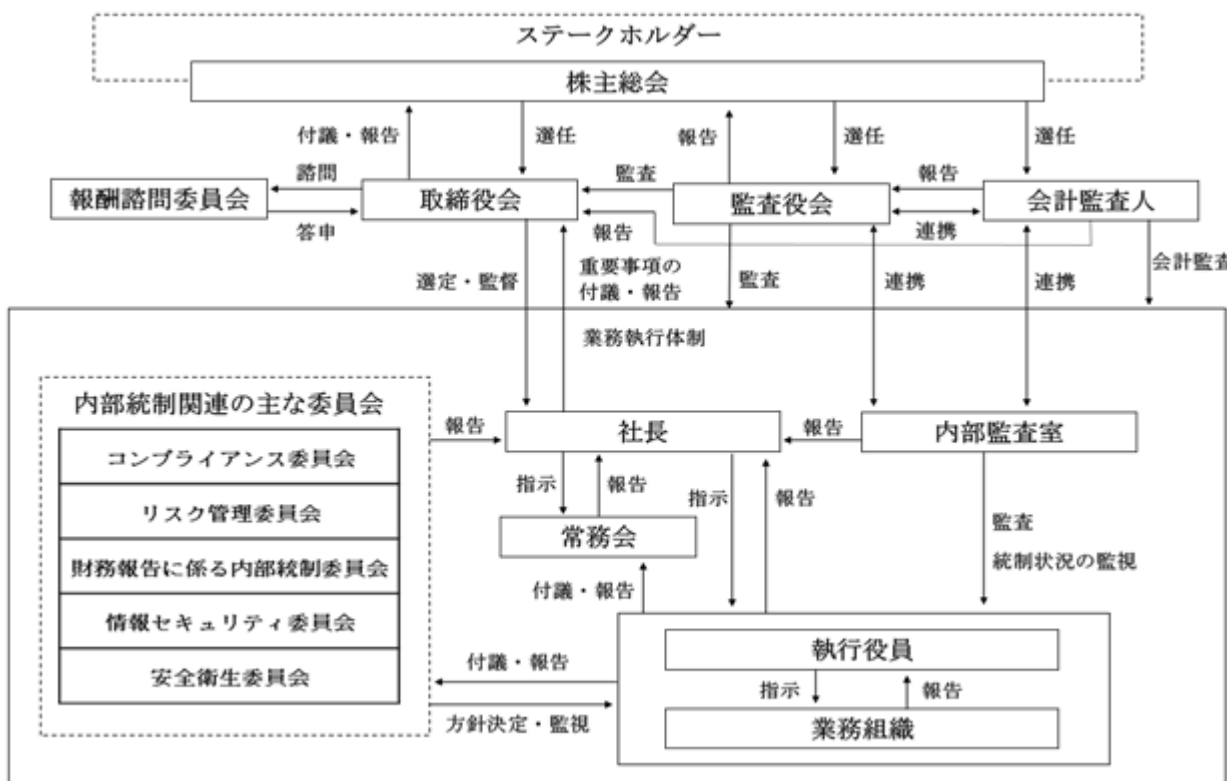 ステークホルダー
株主総会
付議・報告
選任
報告
選任
選任
諮問
監査
報告
報酬諮問委員会
取締役会
監査役会
会計監査人
答申
報告
連携
選定・監督
重要事項の
付議・報告
監査
連携
連携
会計監査
業務執行体制
内部統制関連の主な委員会
報告
社長
報告
内部監査室
コンプライアンス委員会
指示
報告
指示
報告
リスク管理委員会
常務会
監査
財務報告に係る内部統制委員会
統制状況の監視
付議・報告
情報セキュリティ委員会
執行役員
付議・報告
安全衛生委員会
指示
報告
方針決定・監視
業務組織